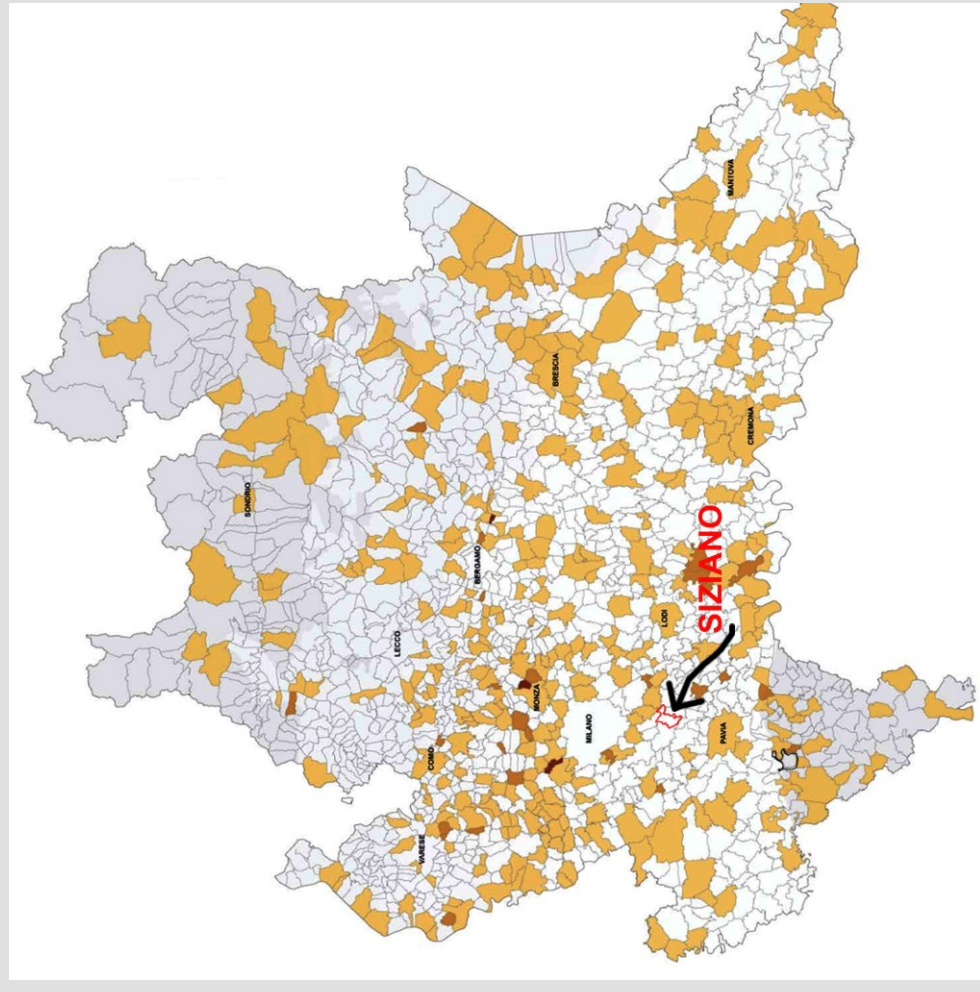 MANTOVA
BRESCIA
CREMONA
SONDRIO
SIZIANO
BERGAMO
LODI
LECCO
MONZA
MILANO
PAVIA
COMO
VARESE